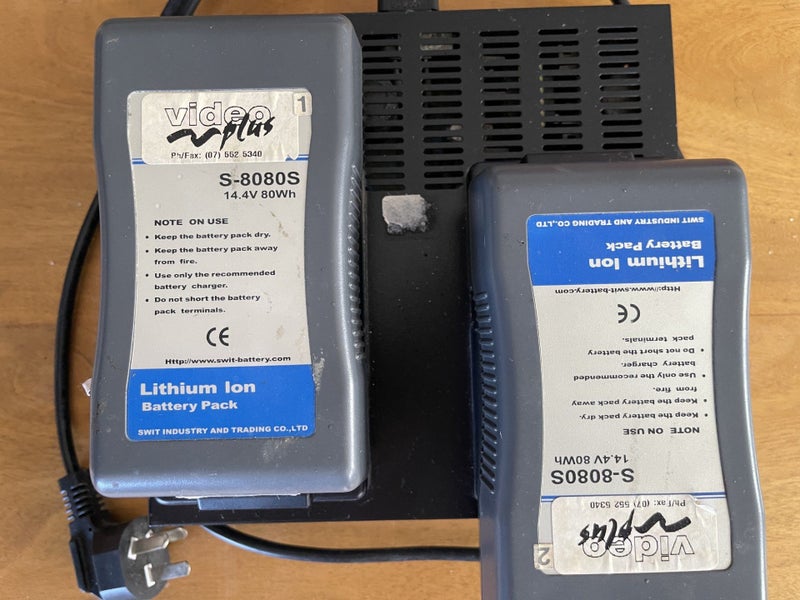 video
plus
1
Ph/Fax: (07) 552 5340
S-8080S
14.4V 80Wh
NOTE ON USE
• Keep the battery pack dry.
• Keep the battery pack away
from fire.
• Use only the recommended
battery charger.
• Do not short the battery
pack terminals.
CE
Http://www.swit-battery.com
Lithium Ion
Battery Pack
SWIT INDUSTRY AND TRADING CO.,LTD
video
plus
2
Ph/Fax: (07) 552 5340
S-8080S
14.4V 80Wh
NOTE ON USE
• Keep the battery pack dry.
• Keep the battery pack away
from fire.
• Use only the recommended
battery charger.
• Do not short the battery
pack terminals.
CE
Http://www.swit-battery.com
Lithium Ion
Battery Pack
SWIT INDUSTRY AND TRADING CO.,LTD